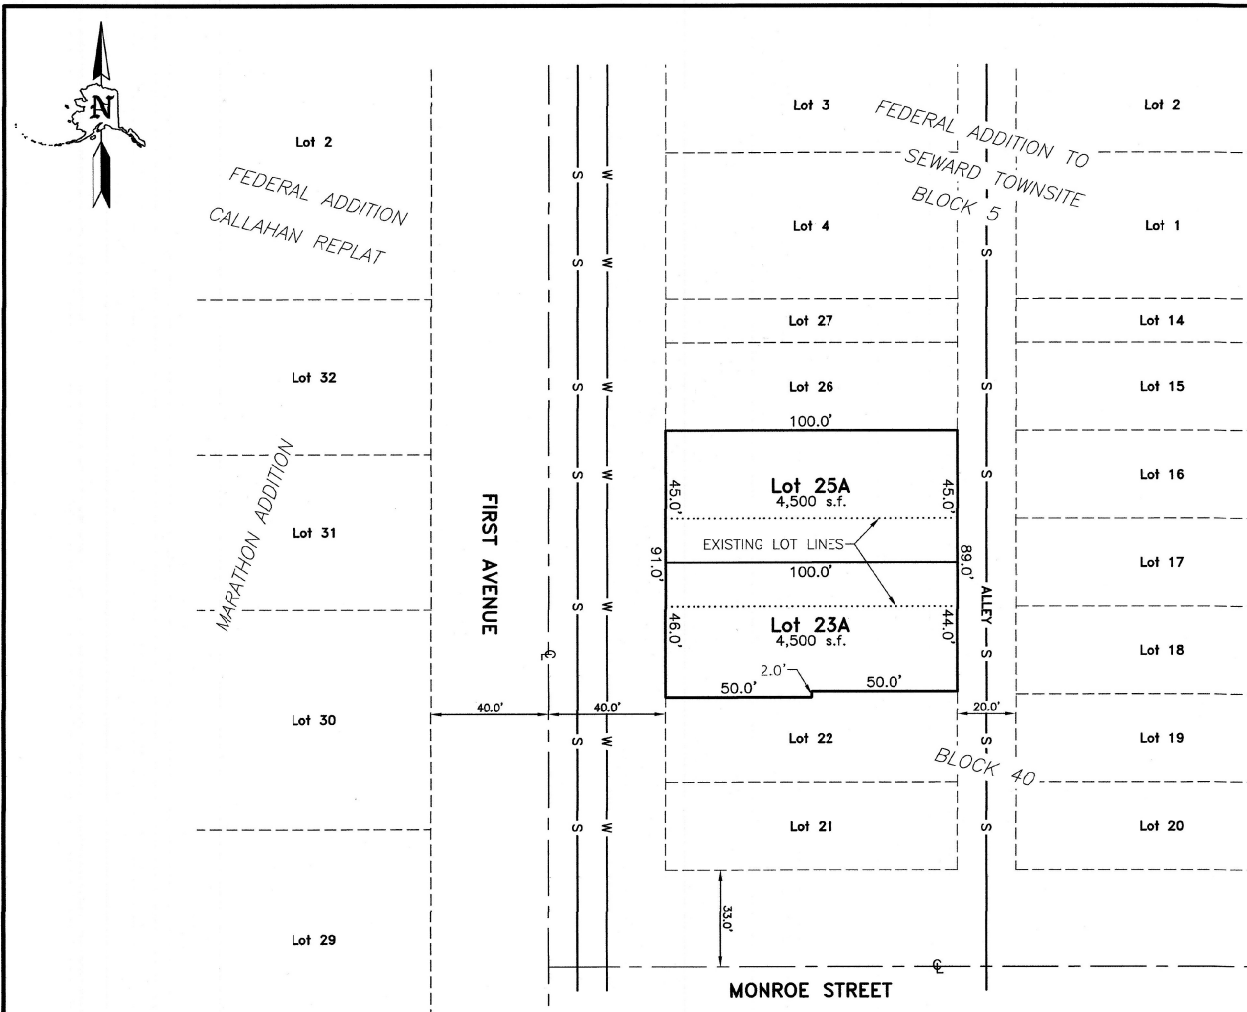 N
Lot 2
FEDERAL ADDITION
CALLAHAN REPLAT
Lot 32
MARATHON ADDITION
Lot 31
Lot 30
Lot 29
FIRST AVENUE
℄
40.0'
40.0'
S
W
S
W
S
W
S
W
S
W
S
W
S
W
Lot 3
FEDERAL ADDITION TO
SEWARD TOWNSITE
BLOCK 5
Lot 4
Lot 27
Lot 26
100.0'
Lot 25A
4,500 s.f.
45.0'
45.0'
EXISTING LOT LINES
91.0'
89.0'
100.0'
Lot 23A
4,500 s.f.
46.0'
44.0'
2.0'
50.0'
50.0'
20.0'
Lot 22
BLOCK 40
Lot 21
33.0'
℄
MONROE STREET
S
S
S
ALLEY
S
S
S
Lot 2
Lot 1
Lot 14
Lot 15
Lot 16
Lot 17
Lot 18
Lot 19
Lot 20